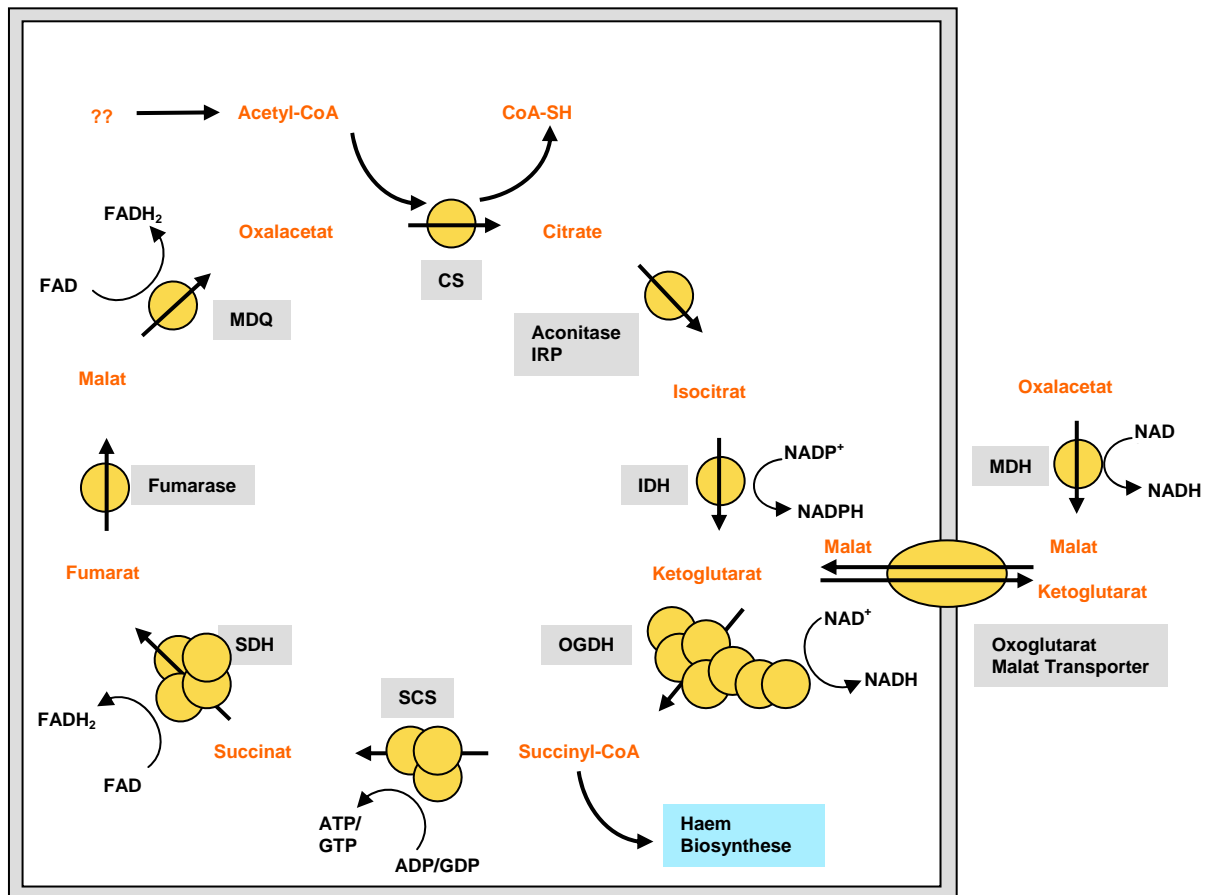 ?? Acetyl-CoA CoA-SH
FADH₂
Oxalacetat Citrate
FAD
CS
MDQ
Aconitase
IRP
Malat
Isocitrat
Oxalacetat
NADP⁺
NAD
MDH
Fumarase
IDH
NADH
NADPH
Malat
Malat
Fumarat
Ketoglutarat
Ketoglutarat
NAD⁺
SDH
OGDH
Oxoglutarat
Malat Transporter
NADH
SCS
FADH₂
Succinat
Succinyl-CoA
FAD
ATP/
GTP
ADP/GDP
Haem
Biosynthese